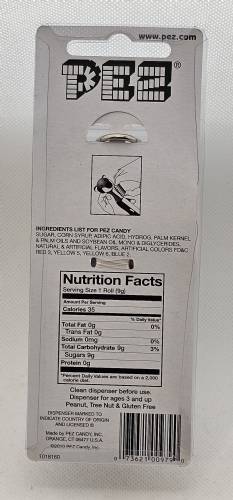 www.pez.com
PEZ®
INGREDIENTS LIST FOR PEZ CANDY
SUGAR, CORN SYRUP, ADIPIC ACID, HYDROG. PALM KERNEL
& PALM OILS AND SOYBEAN OIL, MONO & DIGLYCERIDES,
NATURAL & ARTIFICIAL FLAVORS, ARTIFICIAL COLORS FD&C
RED 3, YELLOW 5, YELLOW 6, BLUE 2.
Nutrition Facts
Serving Size 1 Roll (9g)
Amount Per Serving
Calories 35
% Daily Value*
Total Fat 0g 0%
Trans Fat 0g
Sodium 0mg 0%
Total Carbohydrate 9g 3%
Sugars 9g
Protein 0g
*Percent Daily Values are based on a 2,000
calorie diet.
Clean dispenser before use.
Dispenser for ages 3 and up
Peanut, Tree Nut & Gluten Free
DISPENSER MARKED TO
INDICATE COUNTRY OF ORIGIN
AND LICENSED ®
Made by PEZ CANDY, INC.
ORANGE, CT 06477 U.S.A.
©2010 PEZ Candy, Inc.
1018160
0 73621 00979